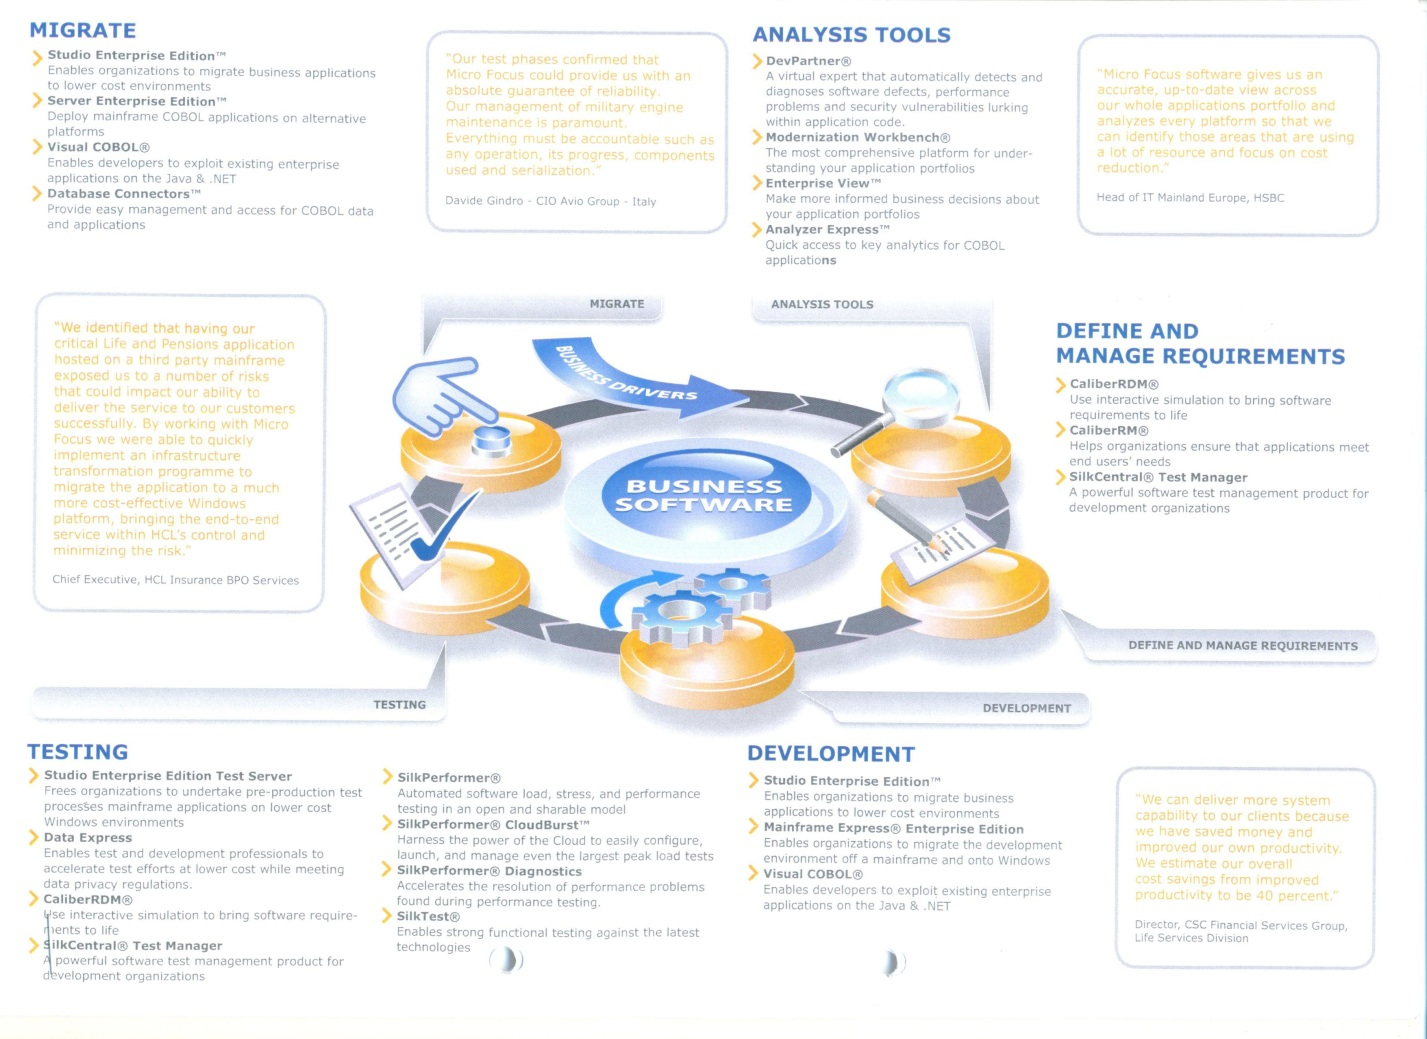 MIGRATE
Studio Enterprise Edition™
Enables organizations to migrate business applications
to lower cost environments
Server Enterprise Edition™
Deploy mainframe COBOL applications on alternative
platforms
Visual COBOL®
Enables developers to exploit existing enterprise
applications on the Java & .NET
Database Connectors™
Provide easy management and access for COBOL data
and applications
"Our test phases confirmed that
Micro Focus could provide us with an
absolute guarantee of reliability.
Our management of military engine
maintenance is paramount.
Everything must be accountable such as
any operation, its progress, components
used and serialization."
Davide Gindro - CIO Avio Group - Italy
ANALYSIS TOOLS
DevPartner®
A virtual expert that automatically detects and
diagnoses software defects, performance
problems and security vulnerabilities lurking
within application code.
Modernization Workbench®
The most comprehensive platform for under-
standing your application portfolios
Enterprise View™
Make more informed business decisions about
your application portfolios
Analyzer Express™
Quick access to key analytics for COBOL
applications
"Micro Focus software gives us an
accurate, up-to-date view across
our whole applications portfolio and
analyzes every platform so that we
can identify those areas that are using
a lot of resource and focus on cost
reduction."
Head of IT Mainland Europe, HSBC
"We identified that having our
critical Life and Pensions application
hosted on a third party mainframe
exposed us to a number of risks
that could impact our ability to
deliver the service to our customers
successfully. By working with Micro
Focus we were able to quickly
implement an infrastructure
transformation programme to
migrate the application to a much
more cost-effective Windows
platform, bringing the end-to-end
service within HCL's control and
minimizing the risk."
Chief Executive, HCL Insurance BPO Services
MIGRATE
ANALYSIS TOOLS
BUSINESS DRIVERS
BUSINESS
SOFTWARE
DEFINE AND
MANAGE REQUIREMENTS
CaliberRDM®
Use interactive simulation to bring software
requirements to life
CaliberRM®
Helps organizations ensure that applications meet
end users' needs
SilkCentral® Test Manager
A powerful software test management product for
development organizations
DEFINE AND MANAGE REQUIREMENTS
TESTING
DEVELOPMENT
TESTING
Studio Enterprise Edition Test Server
Frees organizations to undertake pre-production test
processes mainframe applications on lower cost
Windows environments
Data Express
Enables test and development professionals to
accelerate test efforts at lower cost while meeting
data privacy regulations.
CaliberRDM®
Use interactive simulation to bring software require-
ments to life
SilkCentral® Test Manager
A powerful software test management product for
development organizations
SilkPerformer®
Automated software load, stress, and performance
testing in an open and sharable model
SilkPerformer® CloudBurst™
Harness the power of the Cloud to easily configure,
launch, and manage even the largest peak load tests
SilkPerformer® Diagnostics
Accelerates the resolution of performance problems
found during performance testing.
SilkTest®
Enables strong functional testing against the latest
technologies
DEVELOPMENT
Studio Enterprise Edition™
Enables organizations to migrate business
applications to lower cost environments
Mainframe Express® Enterprise Edition
Enables organizations to migrate the development
environment off a mainframe and onto Windows
Visual COBOL®
Enables developers to exploit existing enterprise
applications on the Java & .NET
"We can deliver more system
capability to our clients because
we have saved money and
improved our own productivity.
We estimate our overall
cost savings from improved
productivity to be 40 percent."
Director, CSC Financial Services Group,
Life Services Division